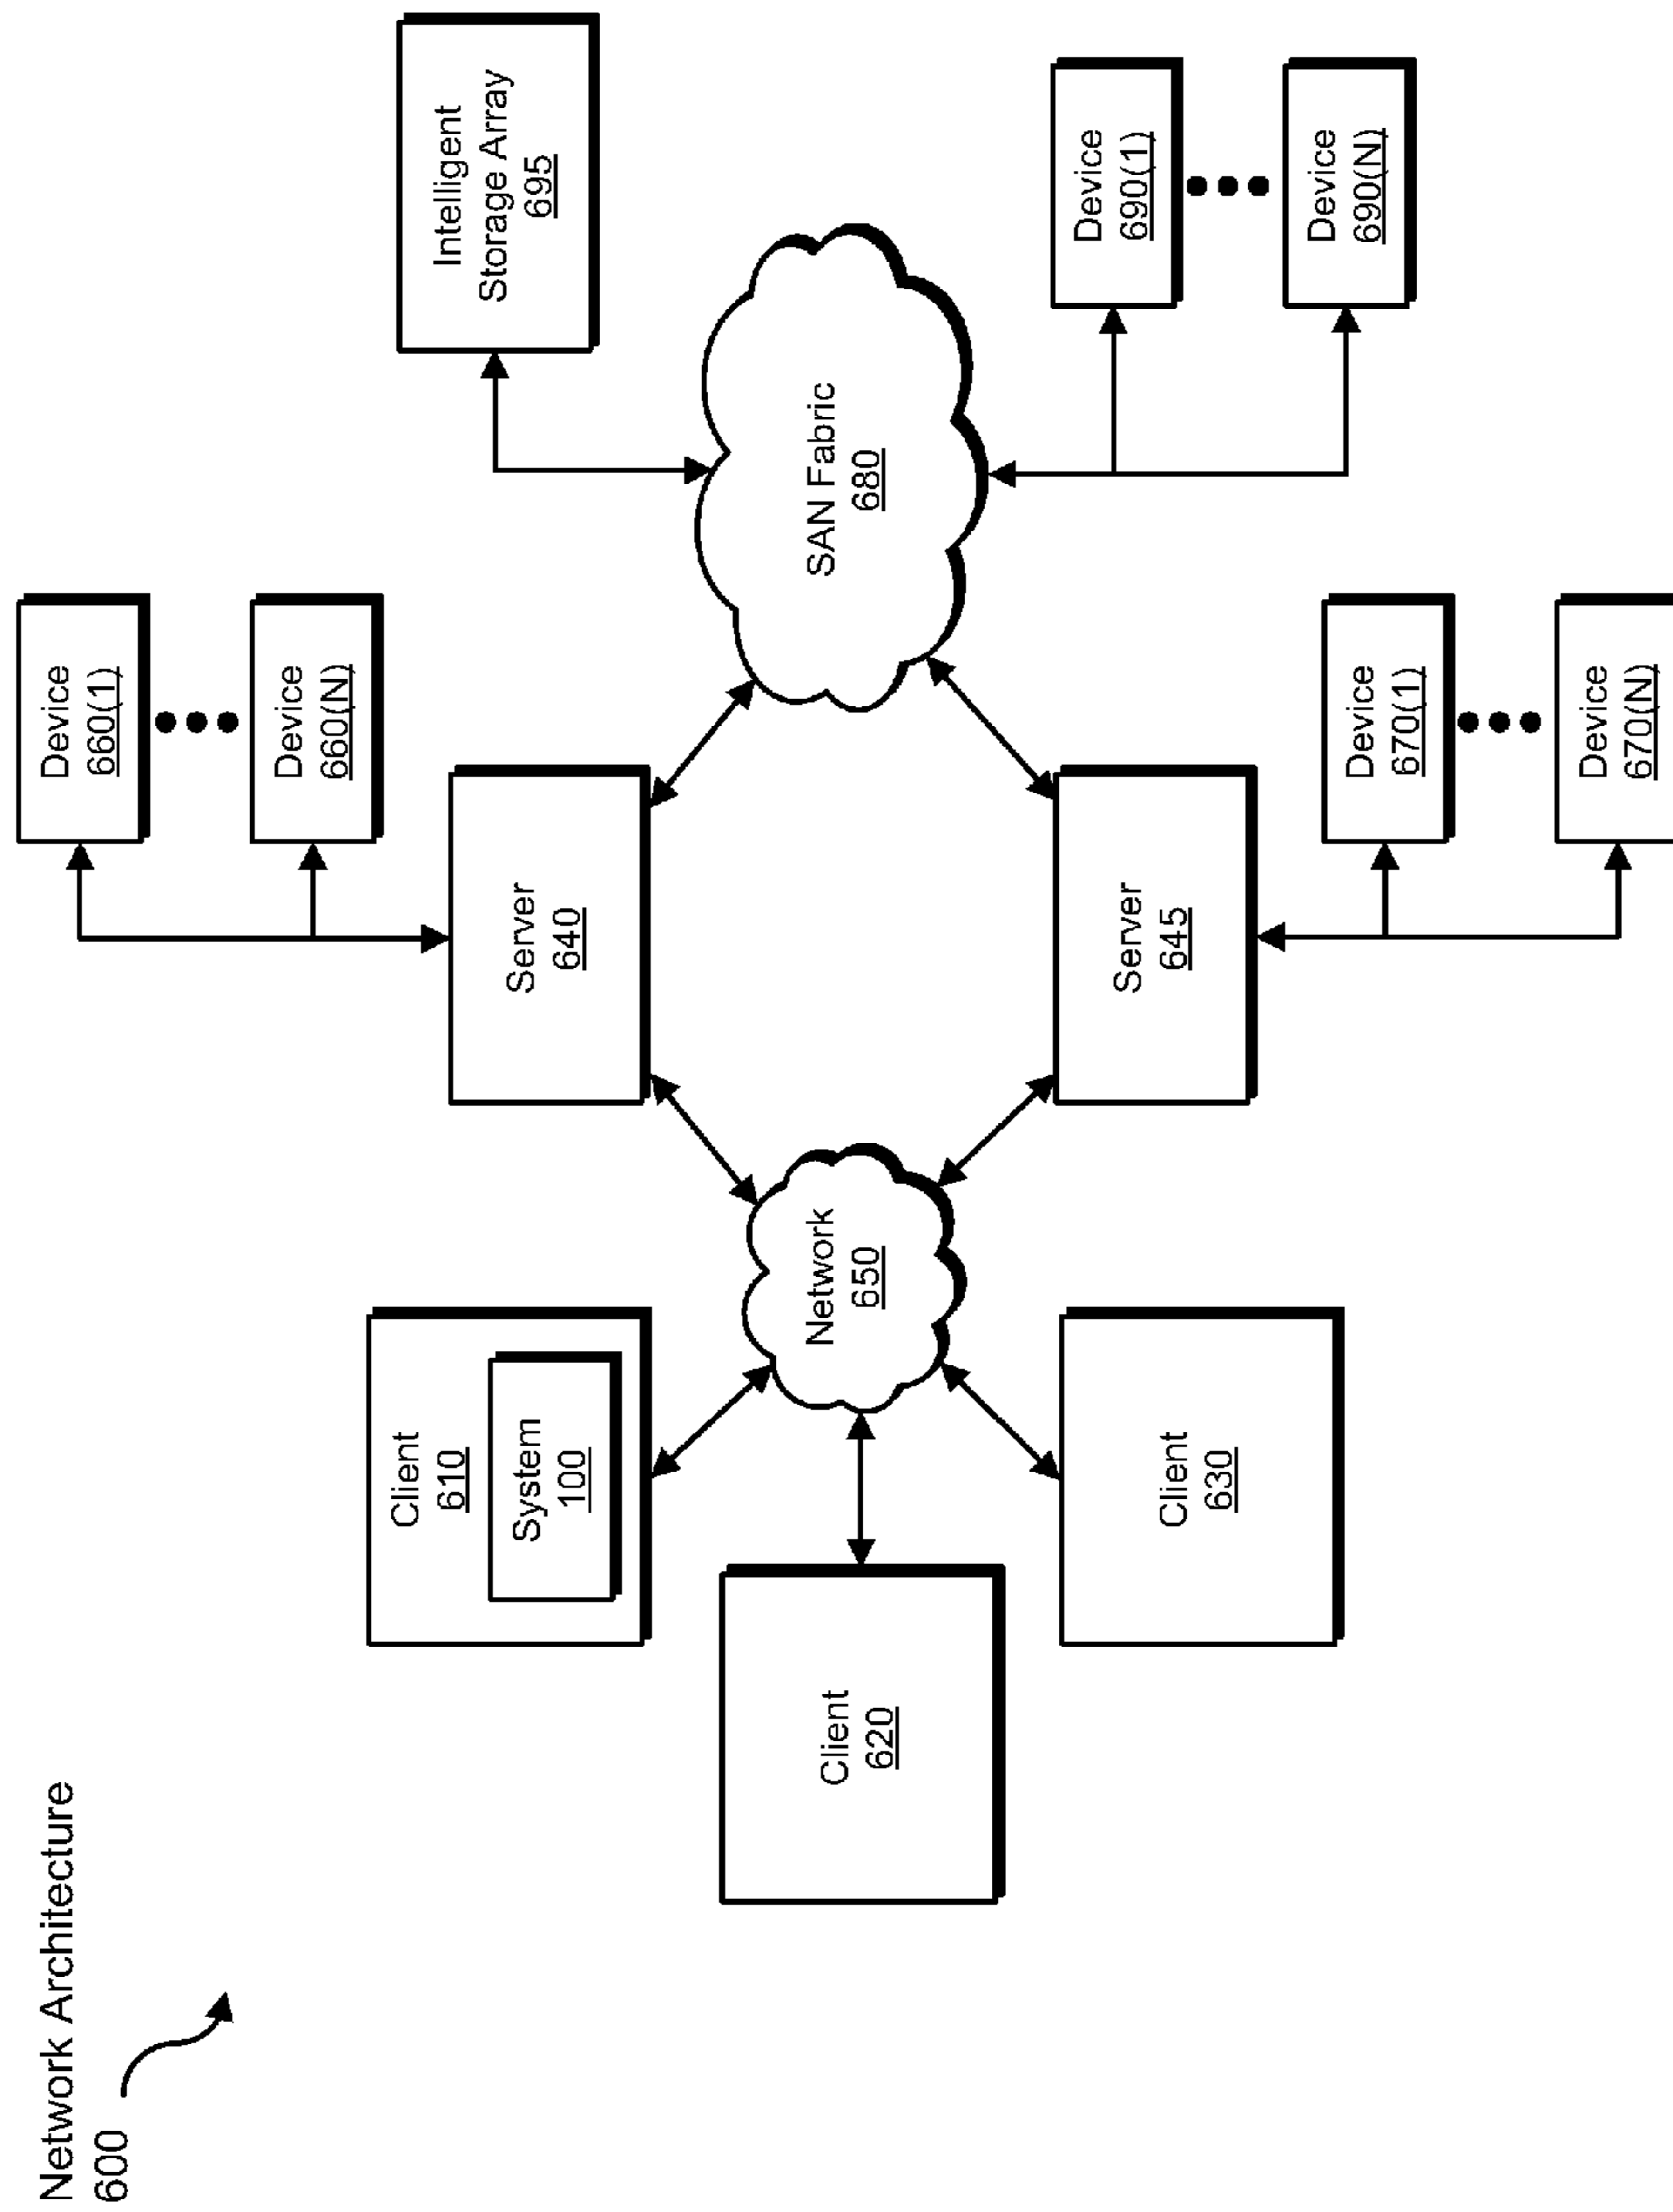 Network Architecture
600
Client
610
System
100
Client
620
Client
630
Network
650
Server
640
Server
645
Device
660(1)
Device
660(N)
Device
670(1)
Device
670(N)
SAN Fabric
680
Intelligent
Storage Array
695
Device
690(1)
Device
690(N)